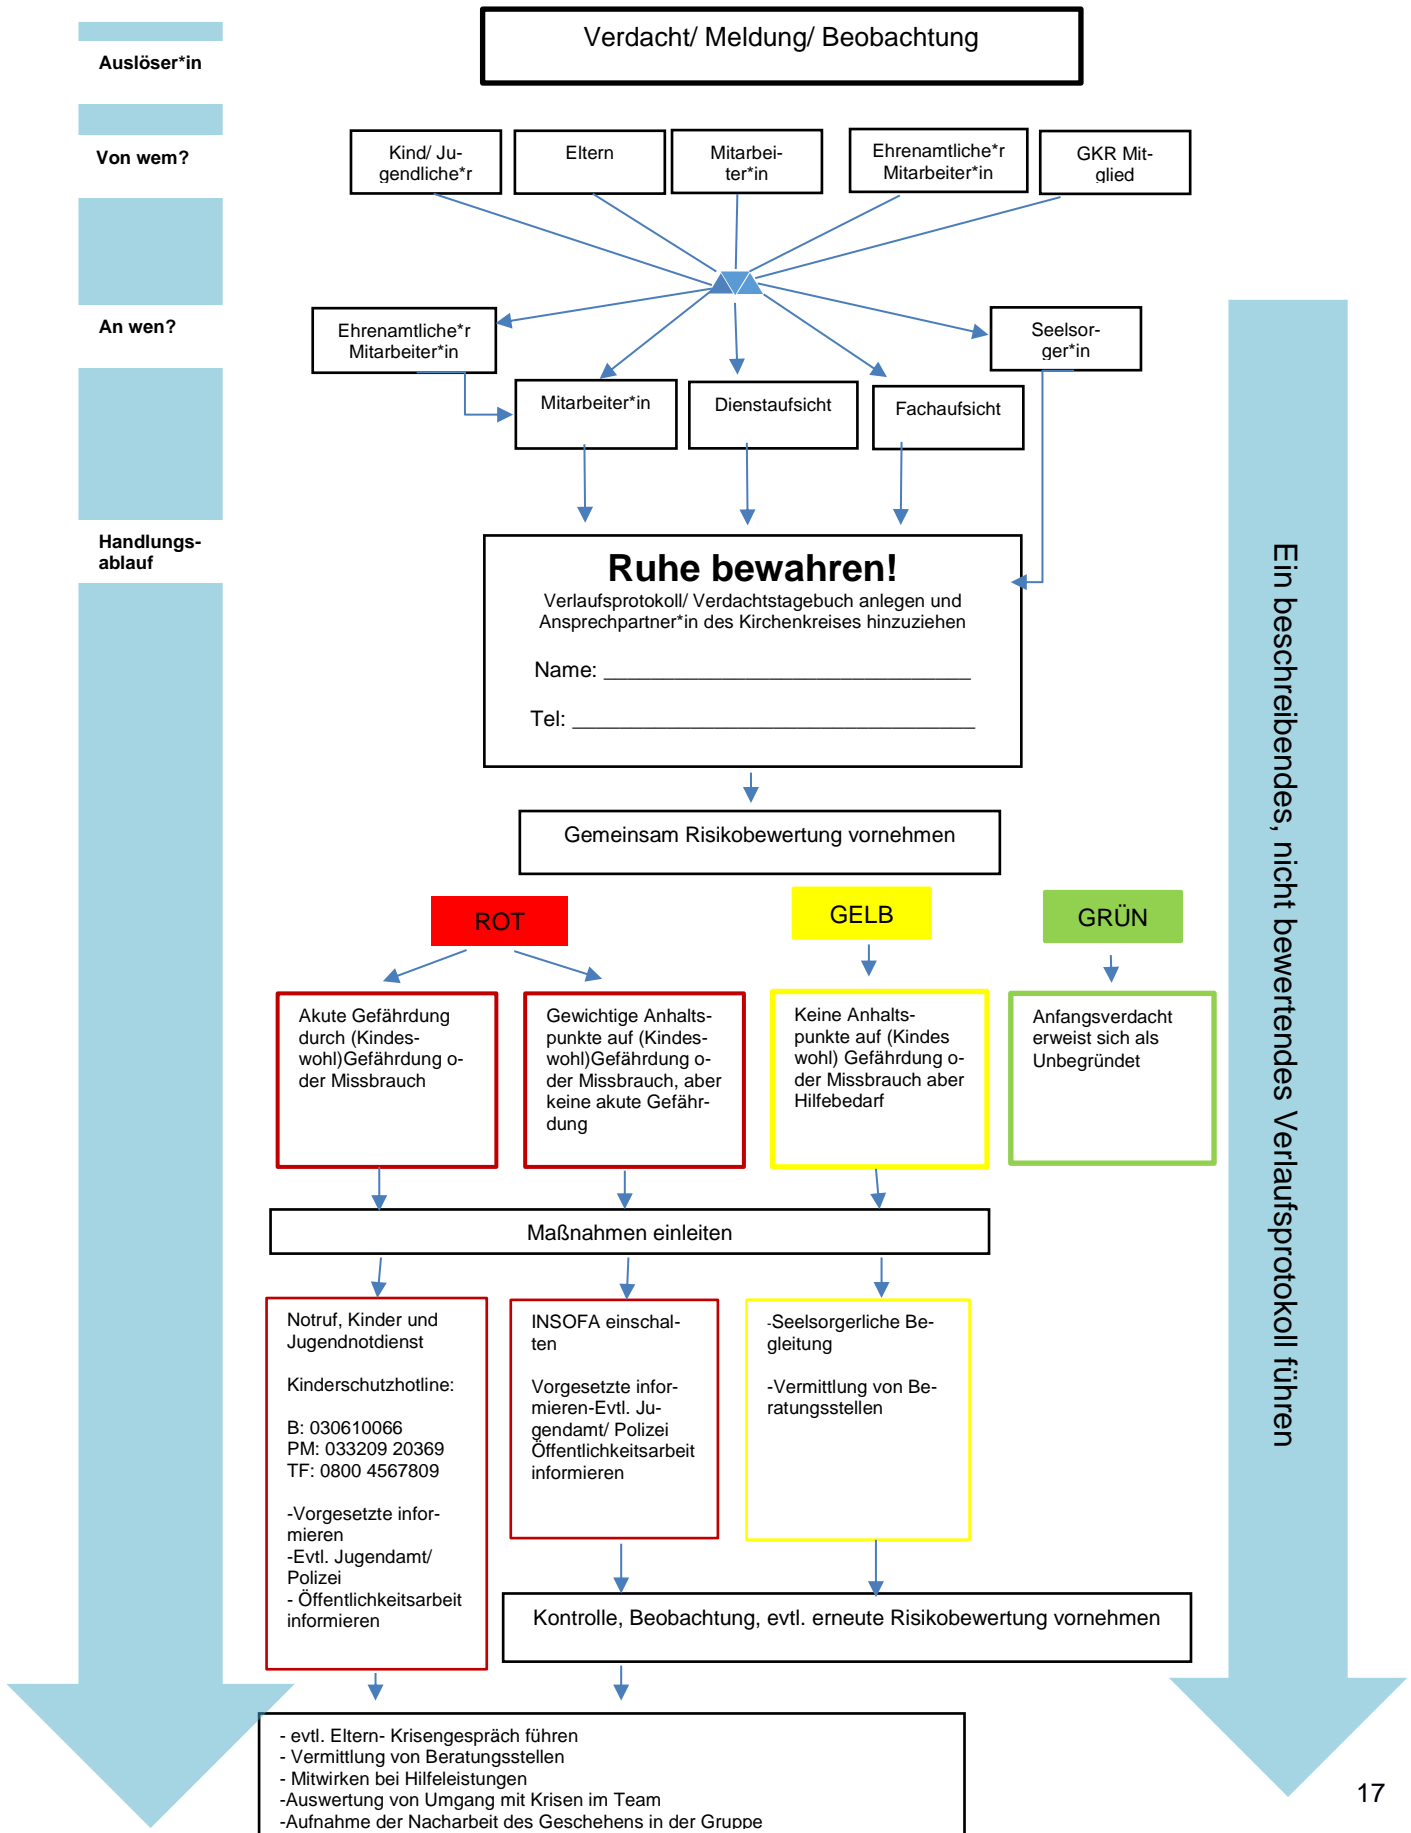 Verdacht/ Meldung/ Beobachtung
Auslöser*in
Von wem?
Kind/ Ju-
gendliche*r
Eltern
Mitarbei-
ter*in
Ehrenamtliche*r
Mitarbeiter*in
GKR Mit-
glied
An wen?
Ehrenamtliche*r
Mitarbeiter*in
Seelsor-
ger*in
Mitarbeiter*in
Dienstaufsicht
Fachaufsicht
Handlungs-
ablauf
Ruhe bewahren!
Verlaufsprotokoll/ Verdachtstagebuch anlegen und
Ansprechpartner*in des Kirchenkreises hinzuziehen
Name: _______________________________
Tel: __________________________________
Gemeinsam Risikobewertung vornehmen
ROT
GELB
GRÜN
Akute Gefährdung
durch (Kindes-
wohl)Gefährdung o-
der Missbrauch
Gewichtige Anhalts-
punkte auf (Kindes-
wohl)Gefährdung o-
der Missbrauch, aber
keine akute Gefähr-
dung
Keine Anhalts-
punkte auf (Kindes
wohl) Gefährdung o-
der Missbrauch aber
Hilfebedarf
Anfangsverdacht
erweist sich als
Unbegründet
Maßnahmen einleiten
Notruf, Kinder und
Jugendnotdienst
Kinderschutzhotline:
B: 030610066
PM: 033209 20369
TF: 0800 4567809
-Vorgesetzte infor-
mieren
-Evtl. Jugendamt/
Polizei
- Öffentlichkeitsarbeit
informieren
INSOFA einschal-
ten
Vorgesetzte infor-
mieren-Evtl. Ju-
gendamt/ Polizei
Öffentlichkeitsarbeit
informieren
-Seelsorgerliche Be-
gleitung
-Vermittlung von Be-
ratungsstellen
Kontrolle, Beobachtung, evtl. erneute Risikobewertung vornehmen
- evtl. Eltern- Krisengespräch führen
- Vermittlung von Beratungsstellen
- Mitwirken bei Hilfeleistungen
-Auswertung von Umgang mit Krisen im Team
-Aufnahme der Nacharbeit des Geschehens in der Gruppe
Ein beschreibendes, nicht bewertendes Verlaufsprotokoll führen
17